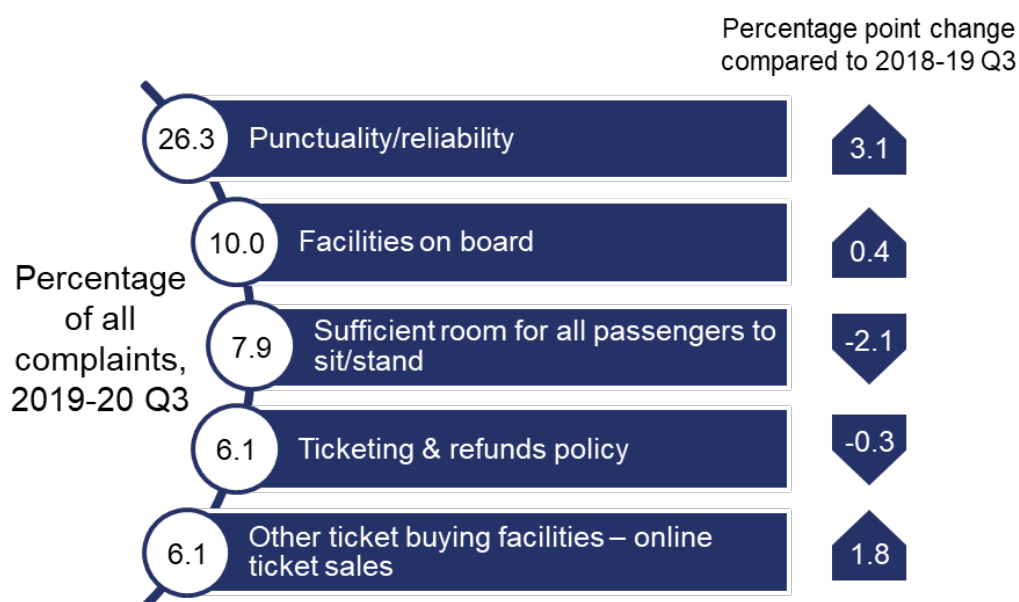 Percentage point change
compared to 2018-19 Q3
26.3 Punctuality/reliability 3.1
10.0 Facilities on board 0.4
Percentage
of all
complaints,
2019-20 Q3
7.9 Sufficient room for all passengers to
sit/stand -2.1
6.1 Ticketing & refunds policy -0.3
6.1 Other ticket buying facilities – online
ticket sales 1.8